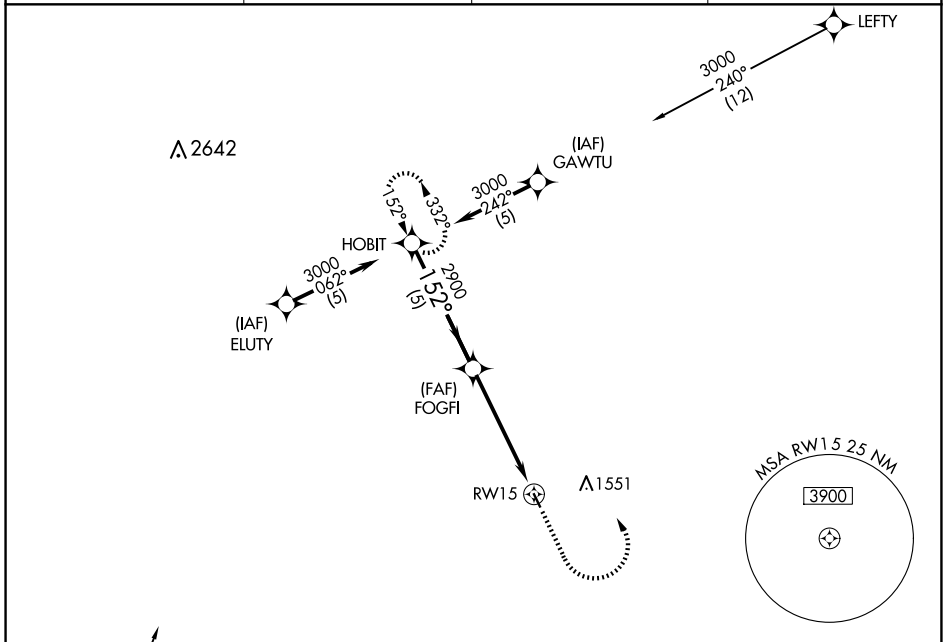 LEFTY
3000
240°
(12)
2642
(IAF)
GAWTU
3000
242°
(5)
152°
332°
HOBIT
3000
062°
(5)
2900
152°
(5)
(IAF)
ELUTY
(FAF)
FOGFI
RW15
1551
MSA RW15 25 NM
3900